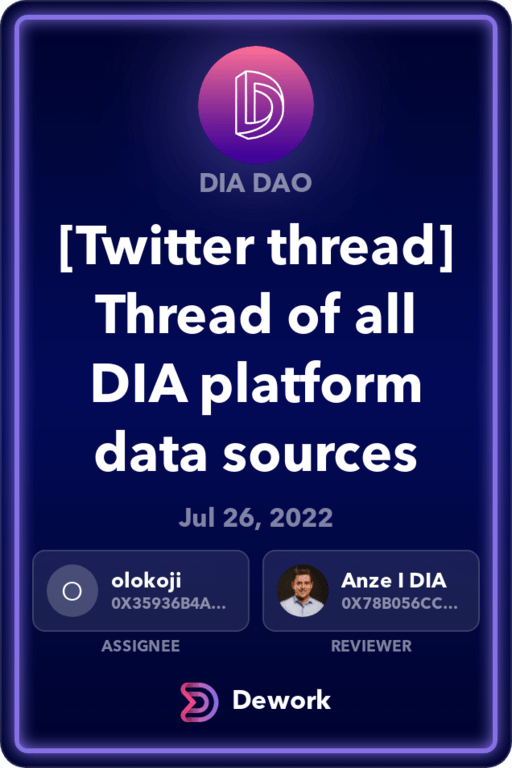 DIA DAO
[Twitter thread]
Thread of all
DIA platform
data sources
Jul 26, 2022
O
olokoji
0X35936B4A...
ASSIGNEE
Anze I DIA
0X78B056CC...
REVIEWER
Dework